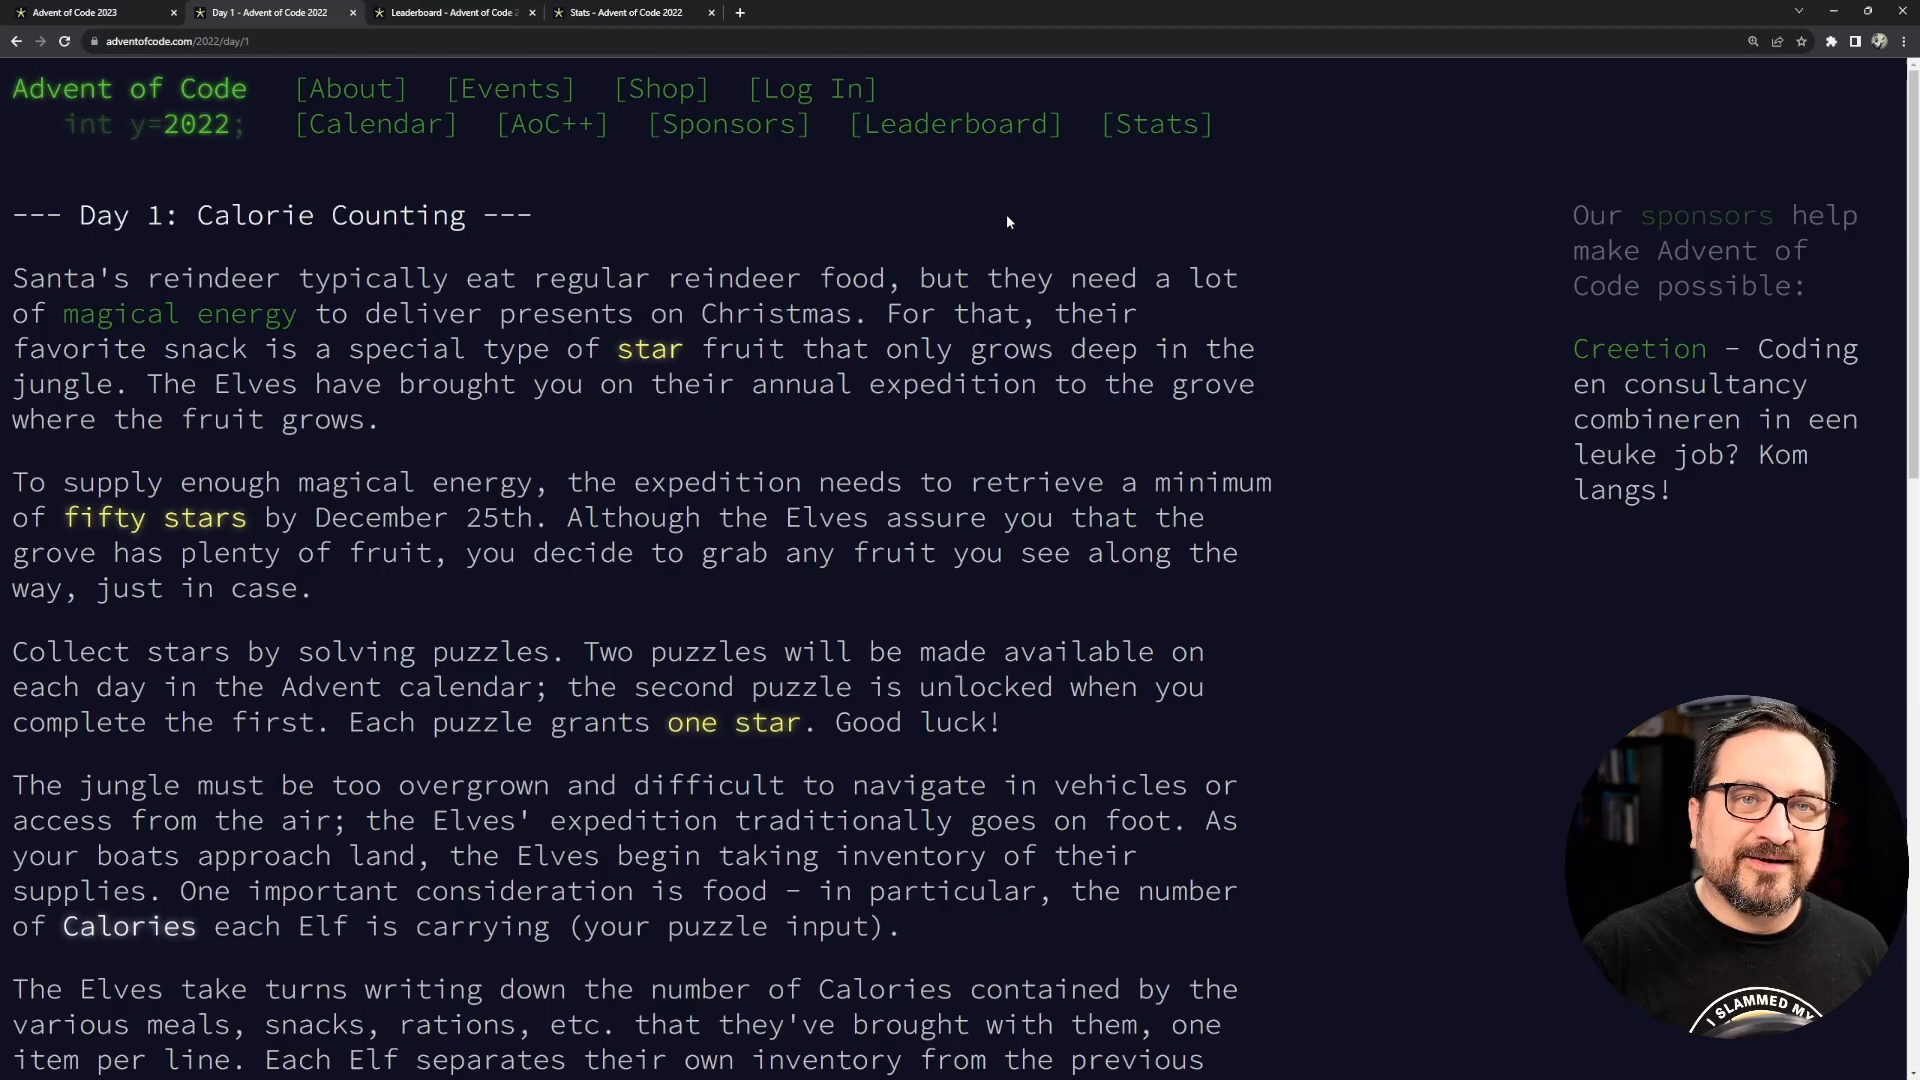 Advent of Code 2023
Day 1 - Advent of Code 2022
Leaderboard - Advent of Code 2
Stats - Advent of Code 2022
adventofcode.com/2022/day/1
Advent of Code [About] [Events] [Shop] [Log In]
int y=2022; [Calendar] [AoC++] [Sponsors] [Leaderboard] [Stats]
--- Day 1: Calorie Counting ---
Santa's reindeer typically eat regular reindeer food, but they need a lot
of magical energy to deliver presents on Christmas. For that, their
favorite snack is a special type of star fruit that only grows deep in the
jungle. The Elves have brought you on their annual expedition to the grove
where the fruit grows.
To supply enough magical energy, the expedition needs to retrieve a minimum
of fifty stars by December 25th. Although the Elves assure you that the
grove has plenty of fruit, you decide to grab any fruit you see along the
way, just in case.
Collect stars by solving puzzles. Two puzzles will be made available on
each day in the Advent calendar; the second puzzle is unlocked when you
complete the first. Each puzzle grants one star. Good luck!
The jungle must be too overgrown and difficult to navigate in vehicles or
access from the air; the Elves' expedition traditionally goes on foot. As
your boats approach land, the Elves begin taking inventory of their
supplies. One important consideration is food - in particular, the number
of Calories each Elf is carrying (your puzzle input).
The Elves take turns writing down the number of Calories contained by the
various meals, snacks, rations, etc. that they've brought with them, one
item per line. Each Elf separates their own inventory from the previous
Our sponsors help
make Advent of
Code possible:
Creetion - Coding
en consultancy
combineren in een
leuke job? Kom
langs!
I SLAMMED MY